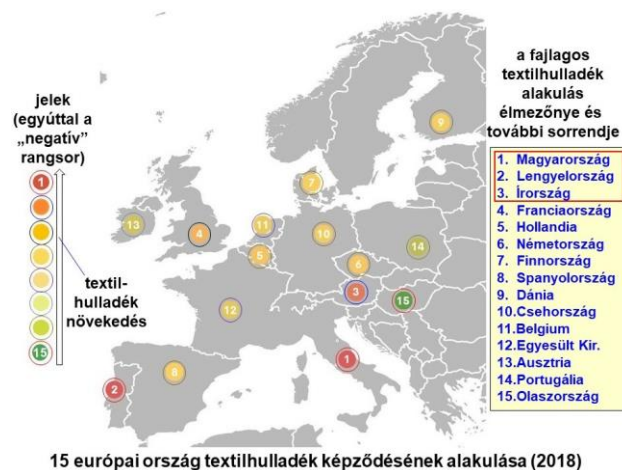 jelek
(egyúttal a
„negatív”
rangsor)
1
15
textil-
hulladék
növekedés
9
7
13
4
11
10
5
14
6
3
15
12
1
2
8
a fajlagos
textilhulladék
alakulás
élmezőnye és
további sorrendje
1. Magyarország
2. Lengyelország
3. Írország
4. Franciaország
5. Hollandia
6. Németország
7. Finnország
8. Spanyolország
9. Dánia
10.Csehország
11.Belgium
12.Egyesült Kir.
13.Ausztria
14.Portugália
15.Olaszország
15 európai ország textilhulladék képződésének alakulása (2018)